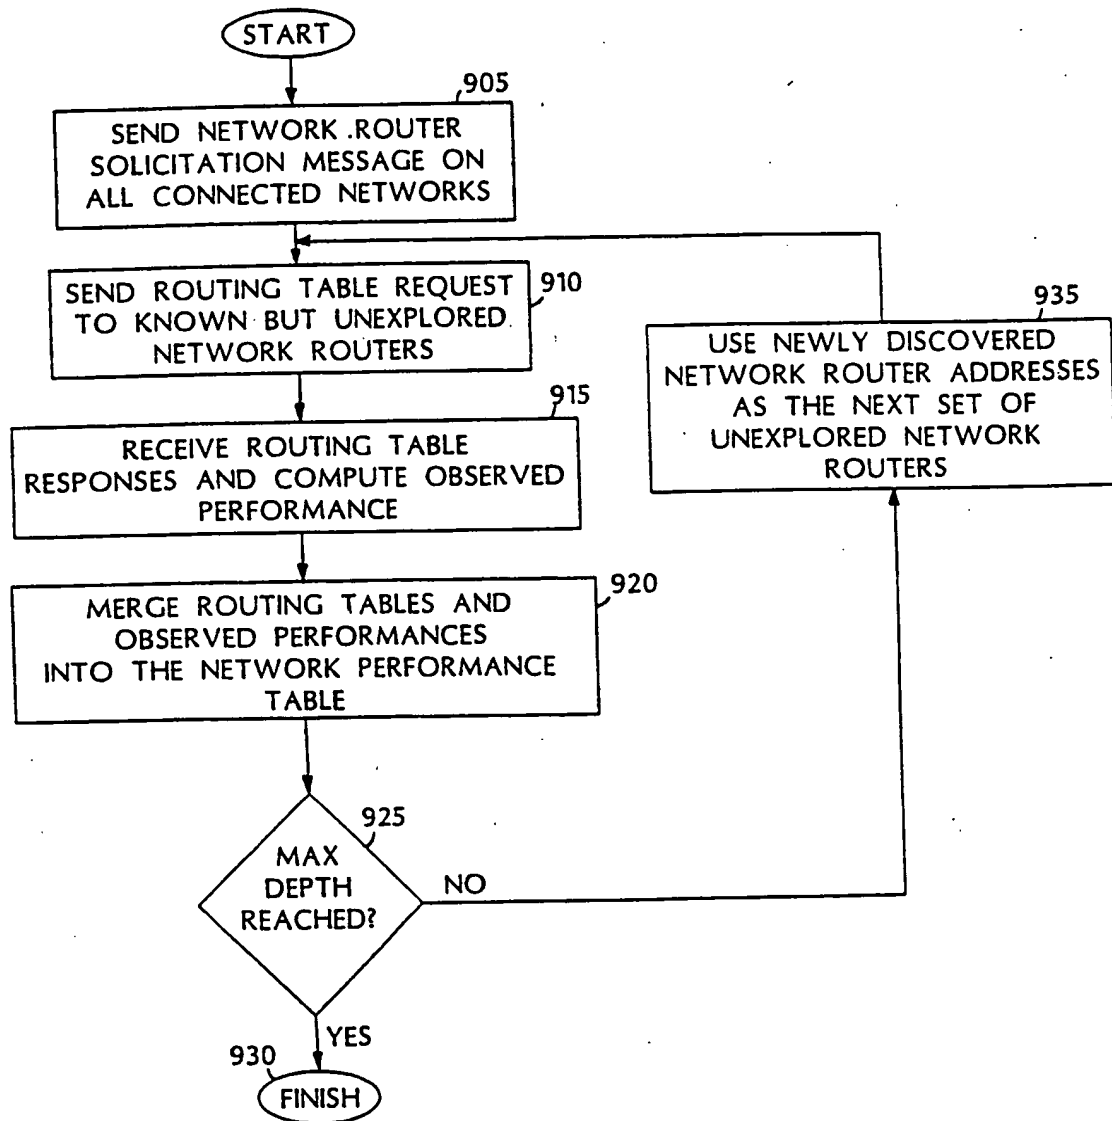 START
905
SEND NETWORK .ROUTER
SOLICITATION MESSAGE ON
ALL CONNECTED NETWORKS
910
SEND ROUTING TABLE REQUEST
TO KNOWN BUT UNEXPLORED
NETWORK ROUTERS
915
RECEIVE ROUTING TABLE
RESPONSES AND COMPUTE OBSERVED
PERFORMANCE
920
MERGE ROUTING TABLES AND
OBSERVED PERFORMANCES
INTO THE NETWORK PERFORMANCE
TABLE
925
MAX
DEPTH
REACHED?
NO
YES
930
FINISH
935
USE NEWLY DISCOVERED
NETWORK ROUTER ADDRESSES
AS THE NEXT SET OF
UNEXPLORED NETWORK
ROUTERS